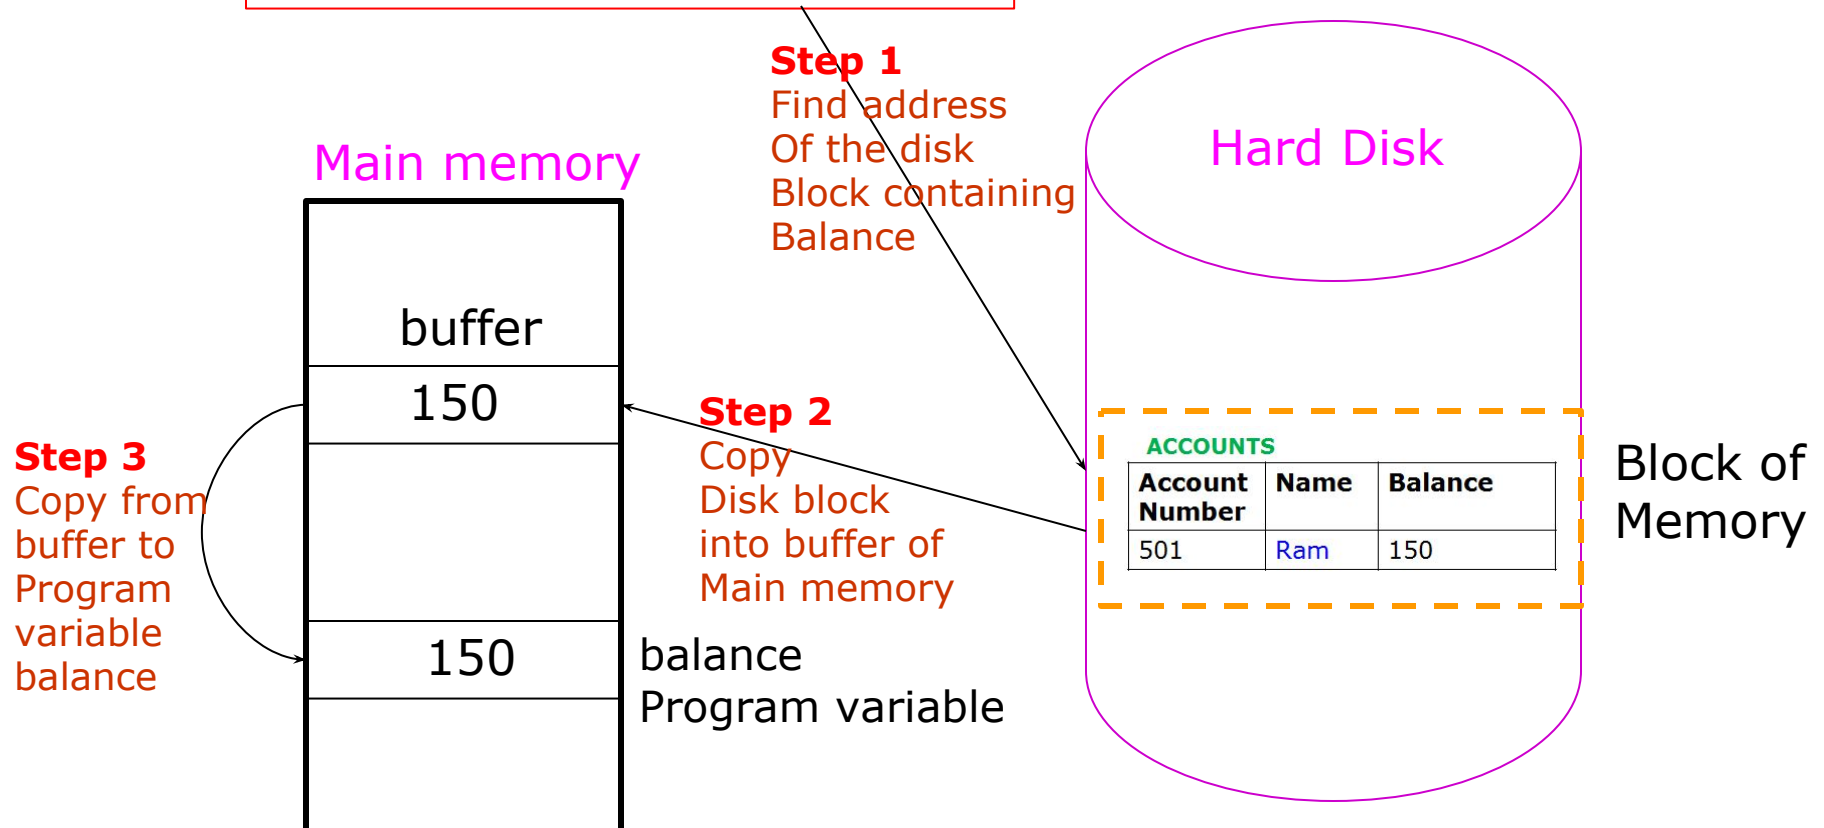 Step 1
Find address
Of the disk
Block containing
Balance
Hard Disk
Main memory
buffer
150
Step 2
Copy
Disk block
into buffer of
Main memory
Step 3
Copy from
buffer to
Program
variable
balance
150
balance
Program variable
ACCOUNTS
Account Number Name Balance
501 Ram 150
Block of
Memory